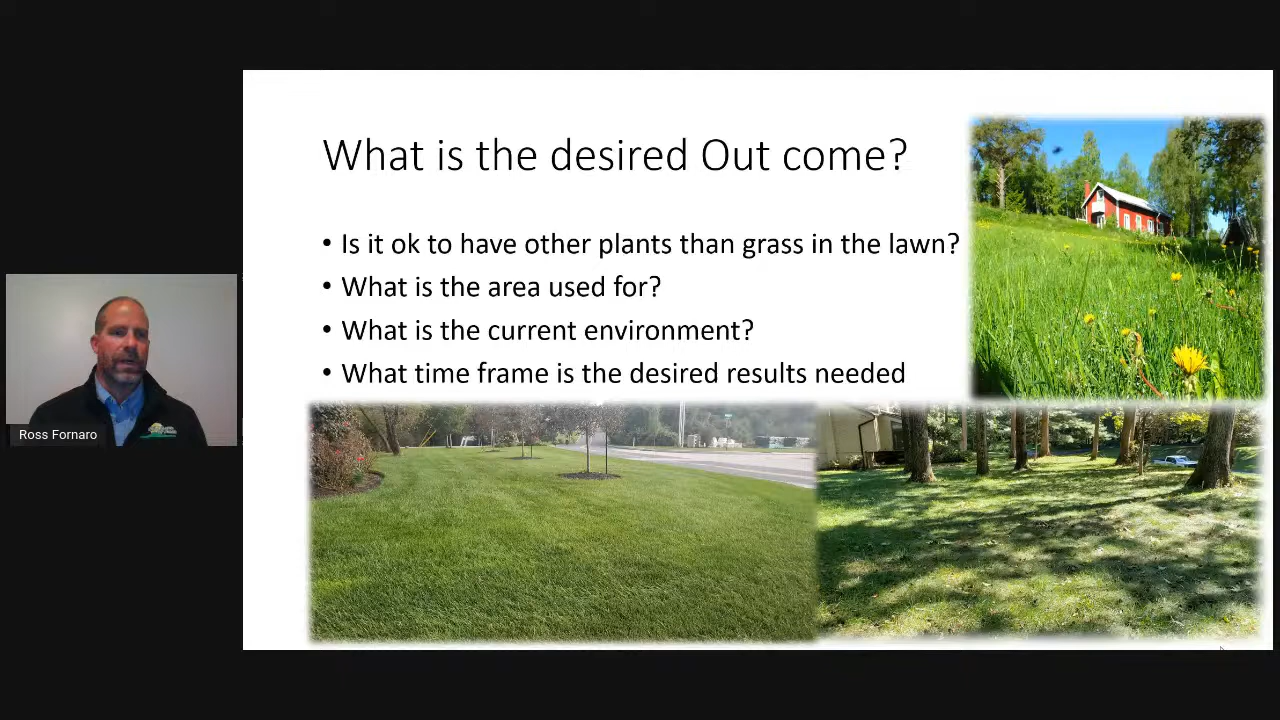 What is the desired Out come?
• Is it ok to have other plants than grass in the lawn?
• What is the area used for?
• What is the current environment?
• What time frame is the desired results needed
Ross Fornaro